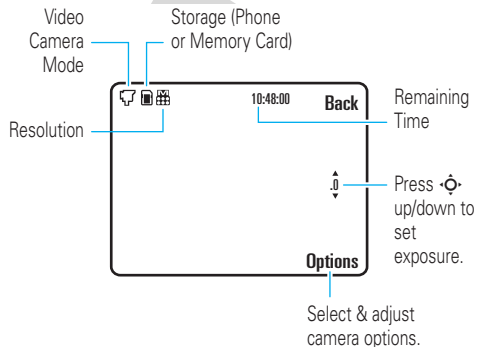 Video
Camera
Mode
Storage (Phone
or Memory Card)
Resolution
10:48:00
Back
Remaining
Time
.0
Press
up/down to
set
exposure.
Options
Select & adjust
camera options.